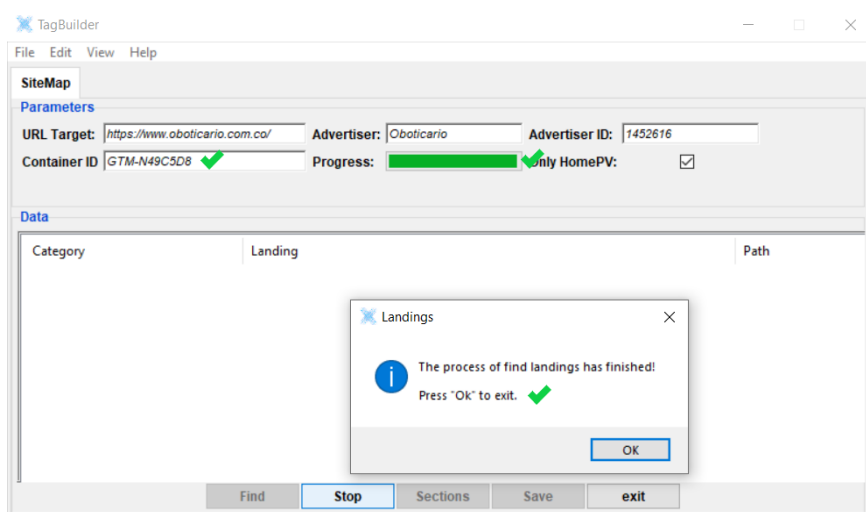 TagBuilder
File Edit View Help
SiteMap
Parameters
URL Target: https://www.oboticario.com.co/ Advertiser: Oboticario Advertiser ID: 1452616
Container ID GTM-N49C5D8 Progress: Only HomePV:
Data
Category Landing Path
Landings
The process of find landings has finished!
Press "Ok" to exit.
OK
Find Stop Sections Save exit